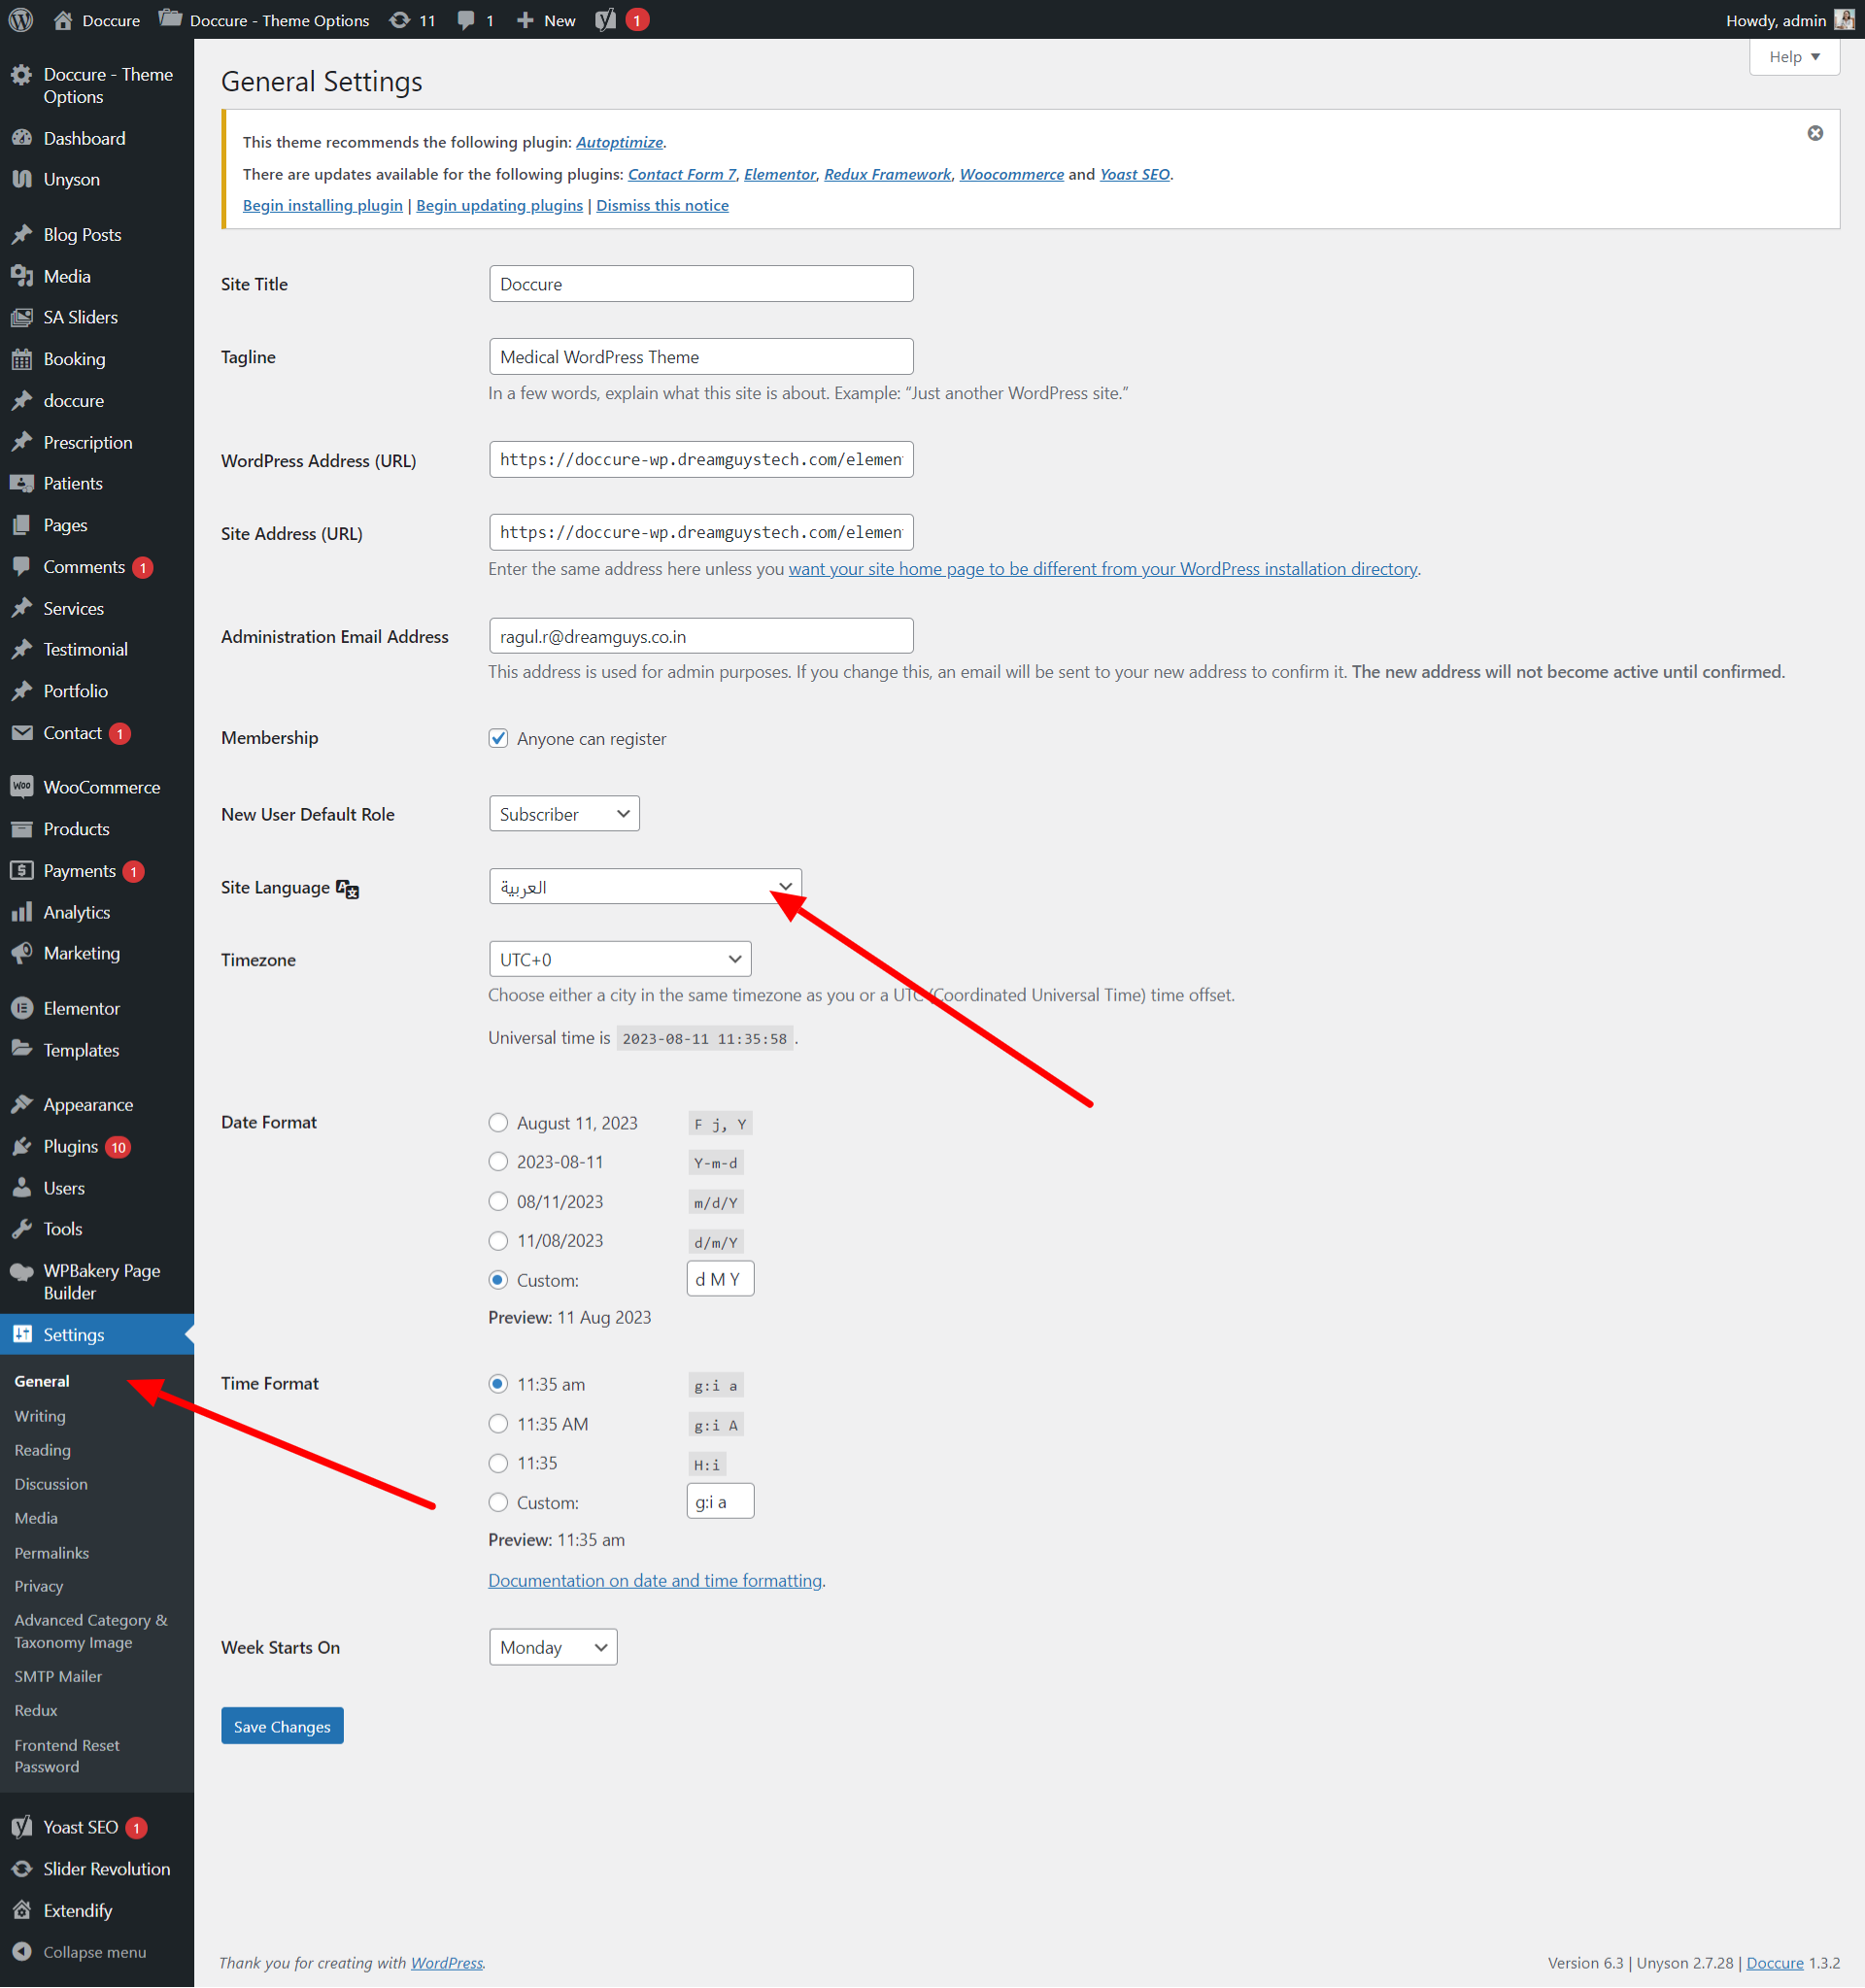 Doccure
Doccure - Theme Options
11
1
New
1
Howdy, admin
Doccure - Theme
Options
Dashboard
Unyson
Blog Posts
Media
SA Sliders
Booking
doccure
Prescription
Patients
Pages
Comments 1
Services
Testimonial
Portfolio
Contact 1
WooCommerce
Products
Payments 1
Analytics
Marketing
Elementor
Templates
Appearance
Plugins 10
Users
Tools
WPBakery Page
Builder
Settings
General
Writing
Reading
Discussion
Media
Permalinks
Privacy
Advanced Category &
Taxonomy Image
SMTP Mailer
Redux
Frontend Reset
Password
Yoast SEO 1
Slider Revolution
Extendify
Collapse menu
Help
General Settings
This theme recommends the following plugin: Autoptimize.
There are updates available for the following plugins: Contact Form 7, Elementor, Redux Framework, Woocommerce and Yoast SEO.
Begin installing plugin | Begin updating plugins | Dismiss this notice
Site Title
Doccure
Tagline
Medical WordPress Theme
In a few words, explain what this site is about. Example: “Just another WordPress site.”
WordPress Address (URL)
https://doccure-wp.dreamguystech.com/elemen
Site Address (URL)
https://doccure-wp.dreamguystech.com/elemen
Enter the same address here unless you want your site home page to be different from your WordPress installation directory.
Administration Email Address
ragul.r@dreamguys.co.in
This address is used for admin purposes. If you change this, an email will be sent to your new address to confirm it. The new address will not become active until confirmed.
Membership
Anyone can register
New User Default Role
Subscriber
Site Language
العربية
Timezone
UTC+0
Choose either a city in the same timezone as you or a UTC (Coordinated Universal Time) time offset.
Universal time is 2023-08-11 11:35:58 .
Date Format
August 11, 2023 F j, Y
2023-08-11 Y-m-d
08/11/2023 m/d/Y
11/08/2023 d/m/Y
Custom: d M Y
Preview: 11 Aug 2023
Time Format
11:35 am g:i a
11:35 AM g:i A
11:35 H:i
Custom: g:i a
Preview: 11:35 am
Documentation on date and time formatting.
Week Starts On
Monday
Save Changes
Thank you for creating with WordPress.
Version 6.3 | Unyson 2.7.28 | Doccure 1.3.2